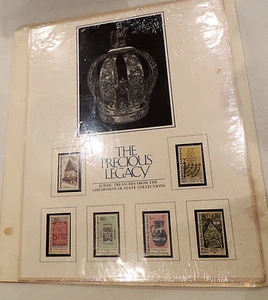 THE
PRECIOUS
LEGACY
JUDAIC TREASURES FROM THE
CZECHOSLOVAK STATE COLLECTIONS